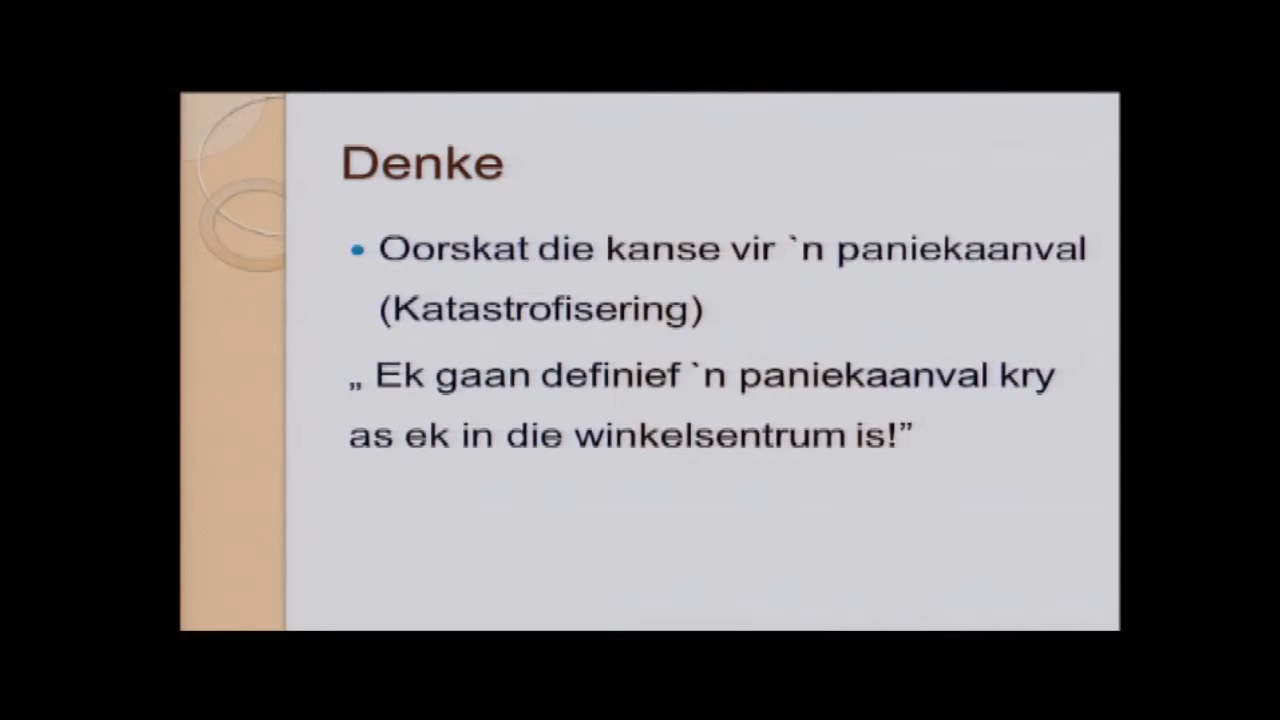 Denke
• Oorskat die kanse vir `n paniekaanval
(Katastrofisering)
„ Ek gaan definief `n paniekaanval kry
as ek in die winkelsentrum is!”